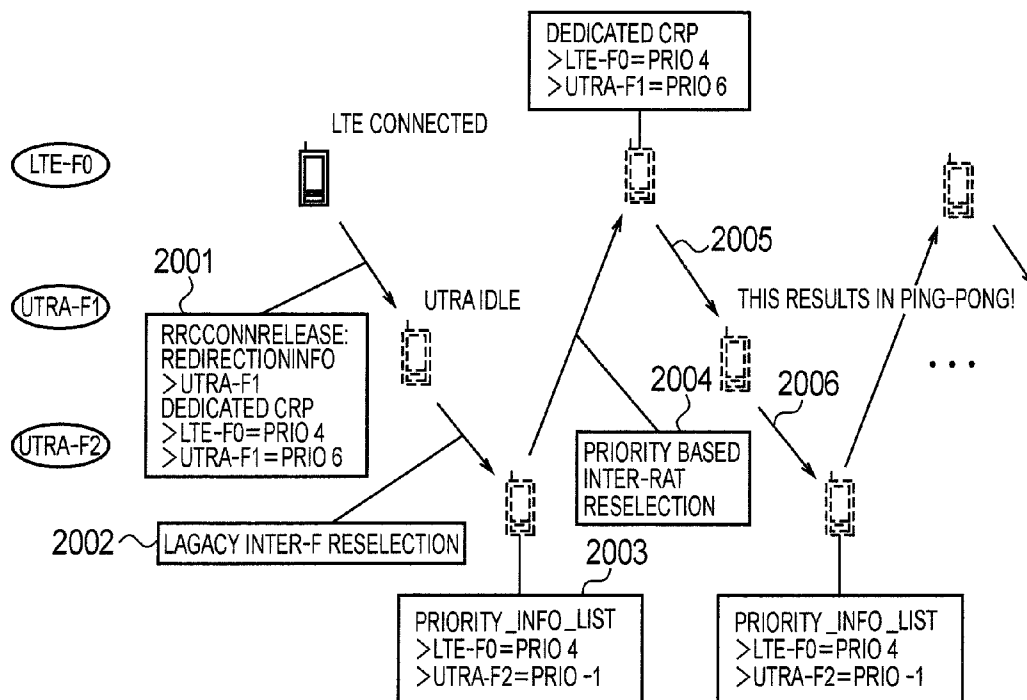 DEDICATED CRP
>LTE-F0=PRIO 4
>UTRA-F1=PRIO 6
LTE CONNECTED
LTE-F0
2001
2005
UTRA-F1
UTRA IDLE
THIS RESULTS IN PING-PONG!
RRCCONNRELEASE:
REDIRECTIONINFO
>UTRA-F1
DEDICATED CRP
>LTE-F0=PRIO 4
>UTRA-F1=PRIO 6
2004
2006
...
UTRA-F2
PRIORITY BASED
INTER-RAT
RESELECTION
2002
LAGACY INTER-F RESELECTION
2003
PRIORITY_INFO_LIST
>LTE-F0=PRIO 4
>UTRA-F2=PRIO -1
PRIORITY_INFO_LIST
>LTE-F0=PRIO 4
>UTRA-F2=PRIO -1